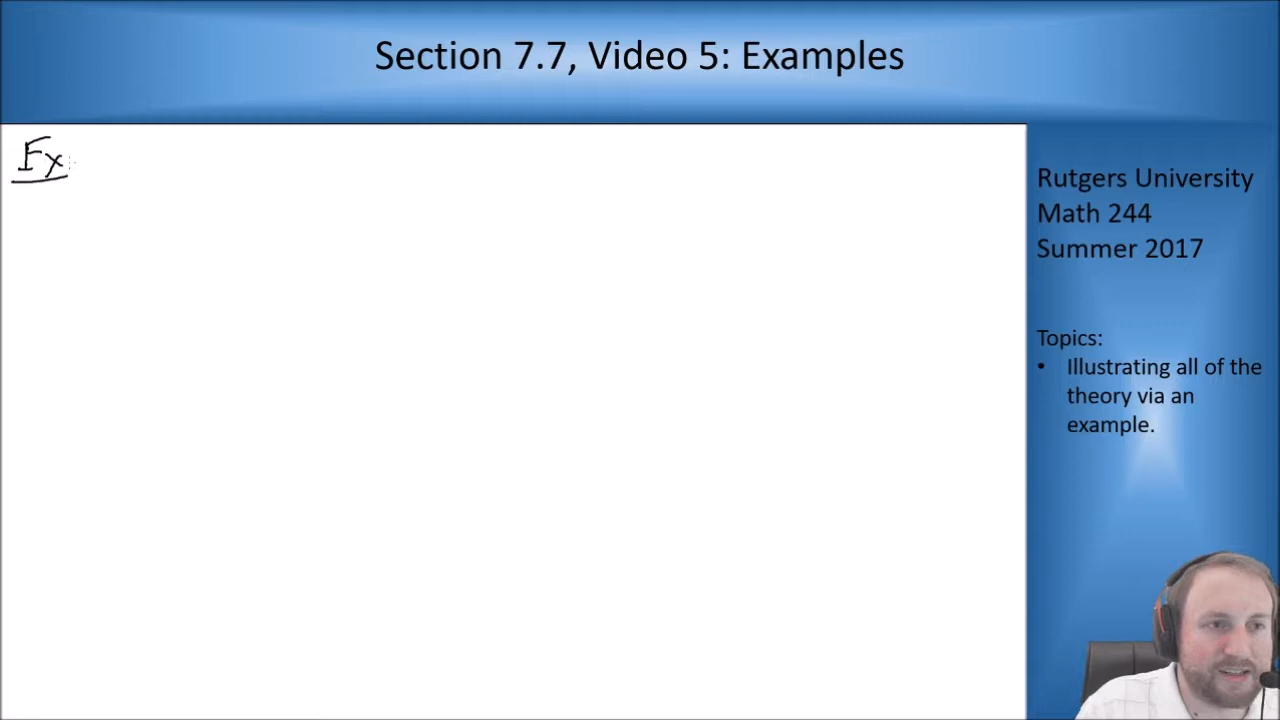 Section 7.7, Video 5: Examples
Ex
Rutgers University
Math 244
Summer 2017
Topics:
• Illustrating all of the
theory via an
example.